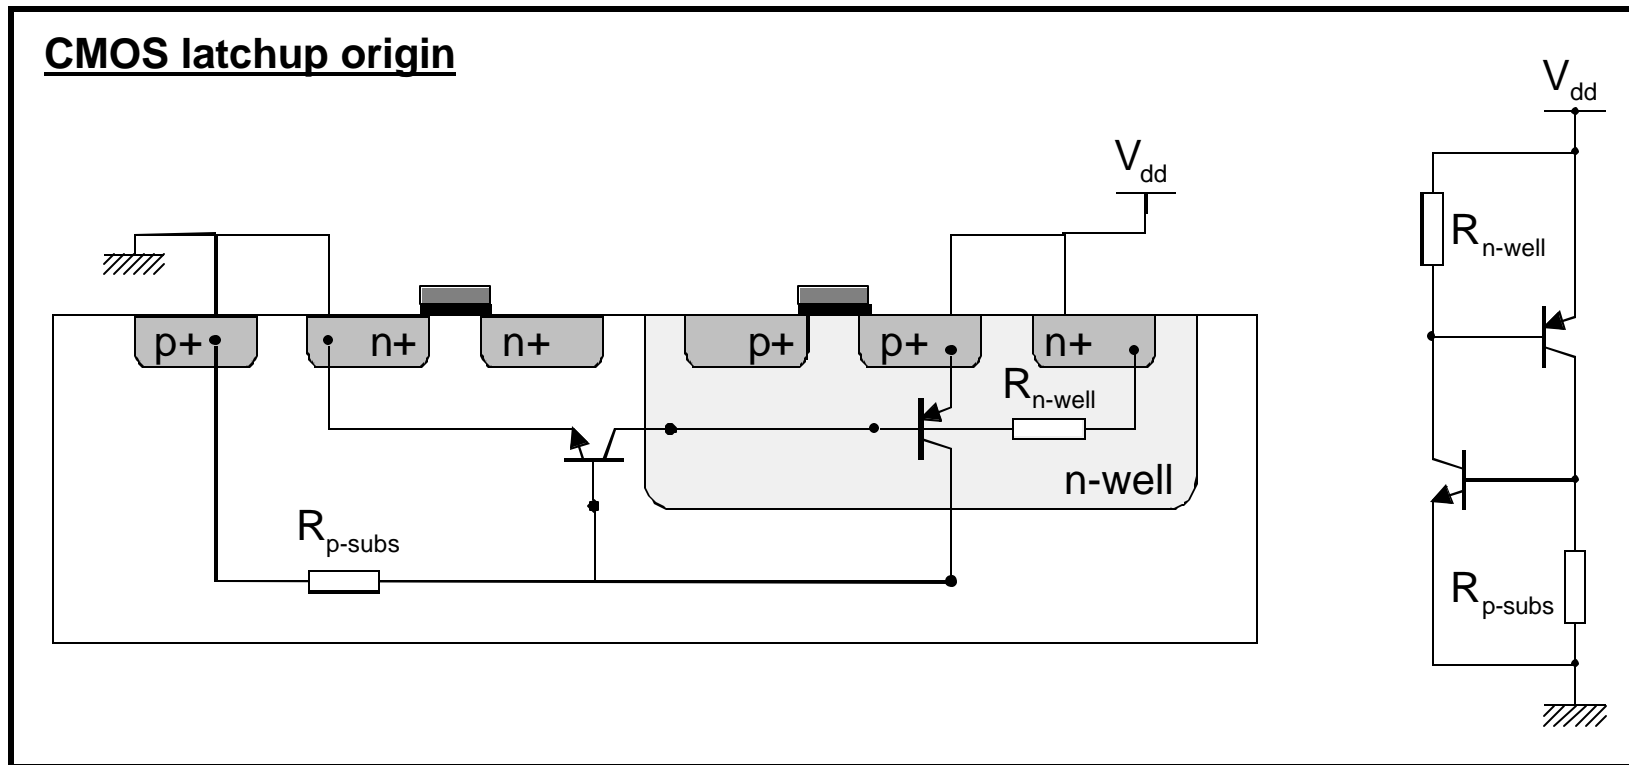 CMOS latchup origin
V_dd
V_dd
R_n-well
p+ n+ n+ p+ p+ n+
R_n-well
n-well
R_p-subs
R_p-subs